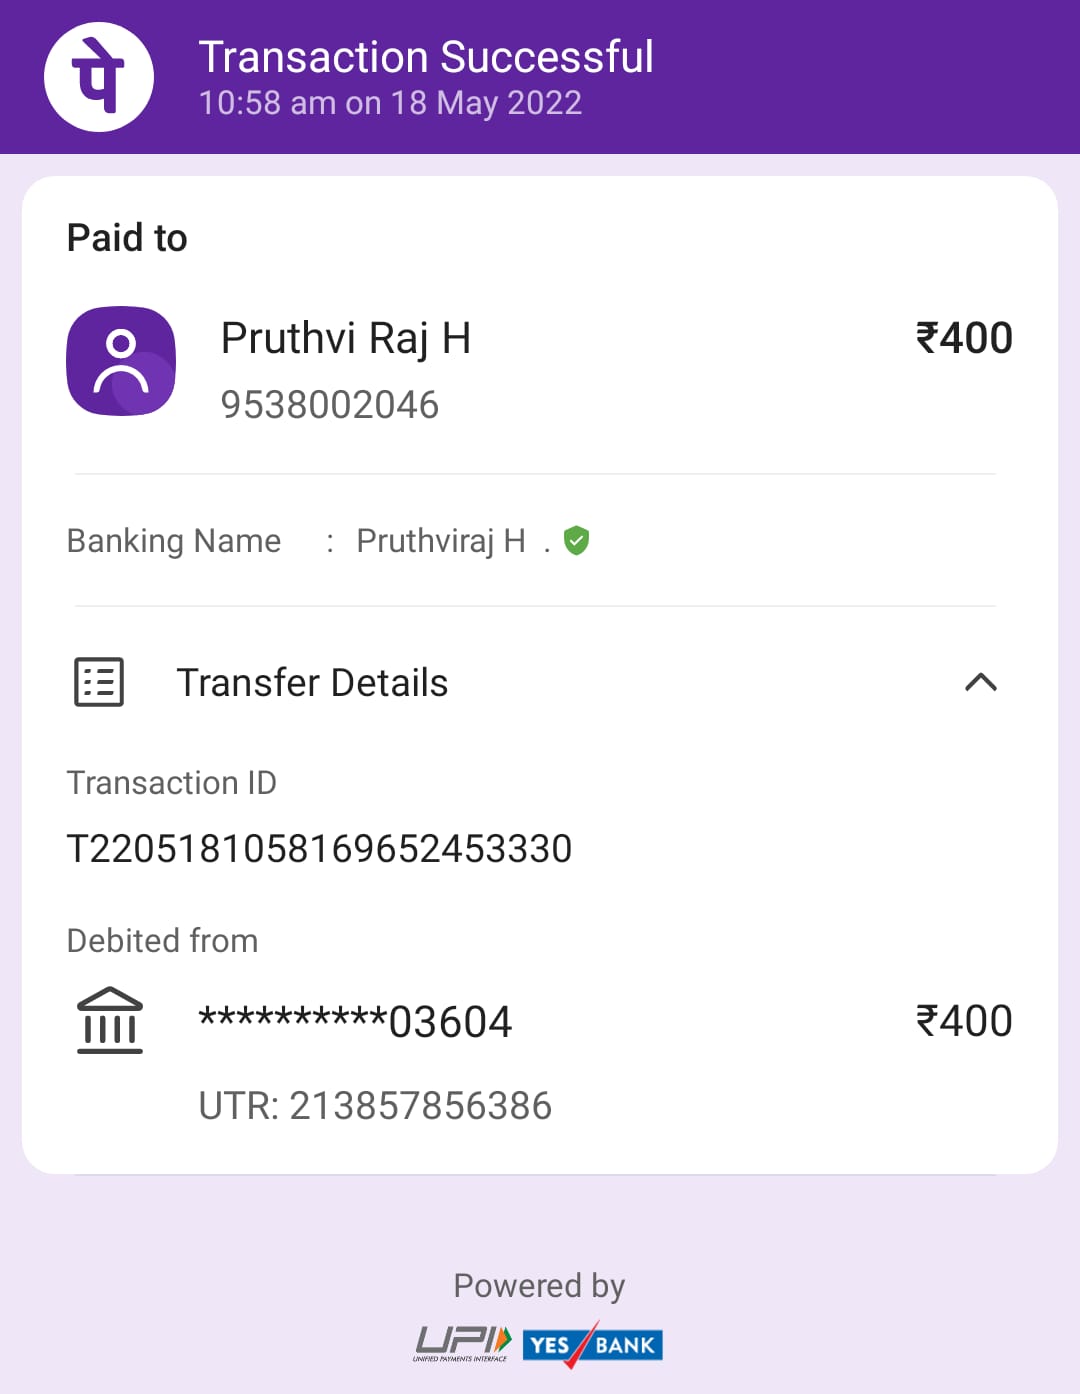 पे
Transaction Successful
10:58 am on 18 May 2022
Paid to
Pruthvi Raj H ₹400
9538002046
Banking Name : Pruthviraj H .
Transfer Details
Transaction ID
T2205181058169652453330
Debited from
**********03604 ₹400
UTR: 213857856386
Powered by
UPI YES BANK
UNIFIED PAYMENTS INTERFACE